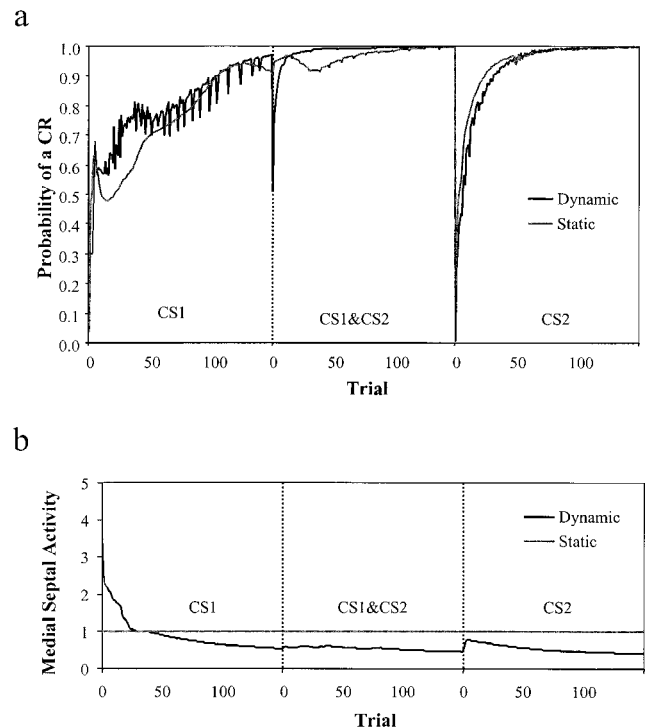 a
Probability of a CR
1.0
0.9
0.8
0.7
0.6
0.5
0.4
0.3
0.2
0.1
0.0
Dynamic
Static
CS1
CS1&CS2
CS2
0 50 100 0 50 100 0 50 100
Trial
b
Medial Septal Activity
5
4
3
2
1
0
Dynamic
Static
CS1
CS1&CS2
CS2
0 50 100 0 50 100 0 50 100
Trial